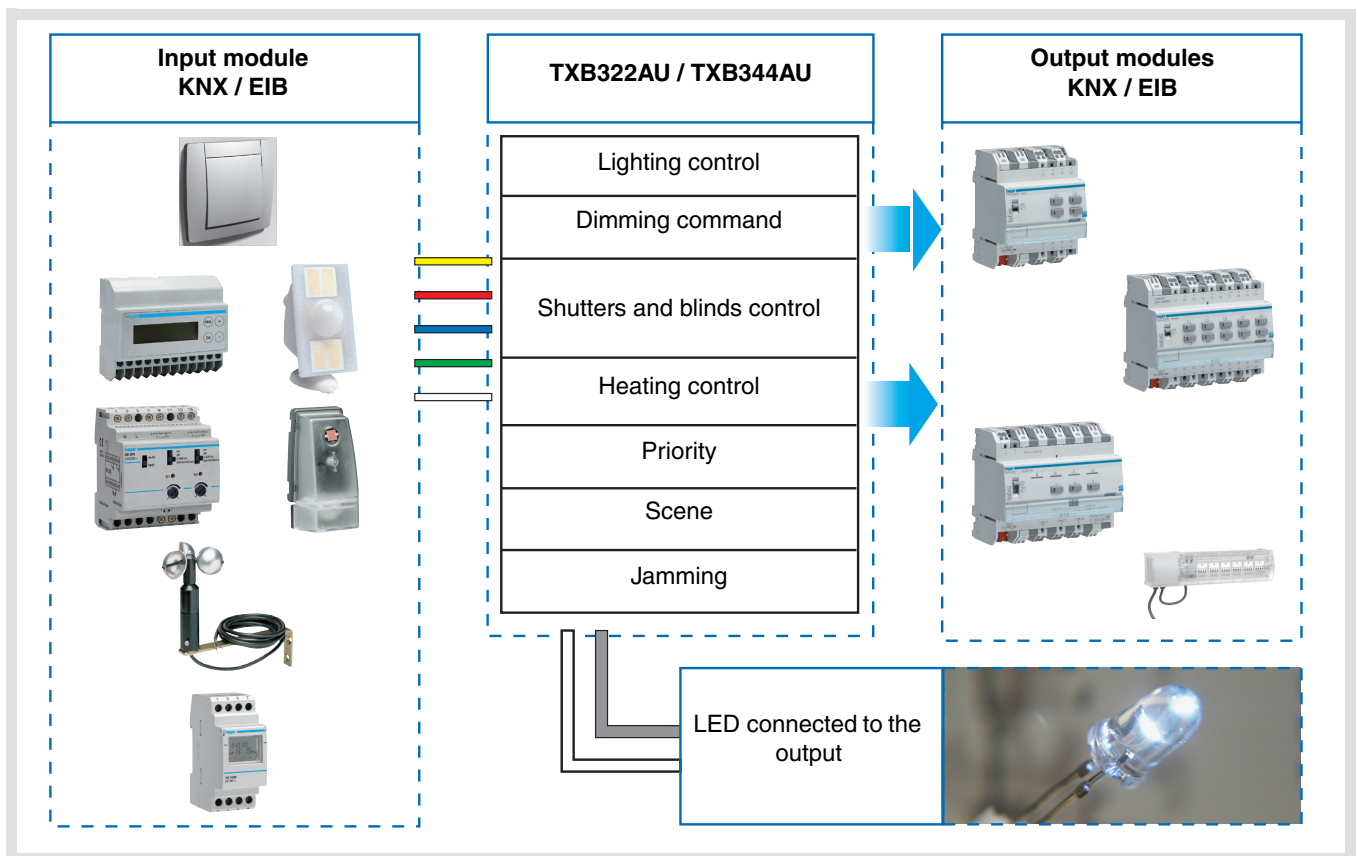 Input module
KNX / EIB
TXB322AU / TXB344AU
Output modules
KNX / EIB
Lighting control
Dimming command
Shutters and blinds control
Heating control
Priority
Scene
Jamming
LED connected to the
output